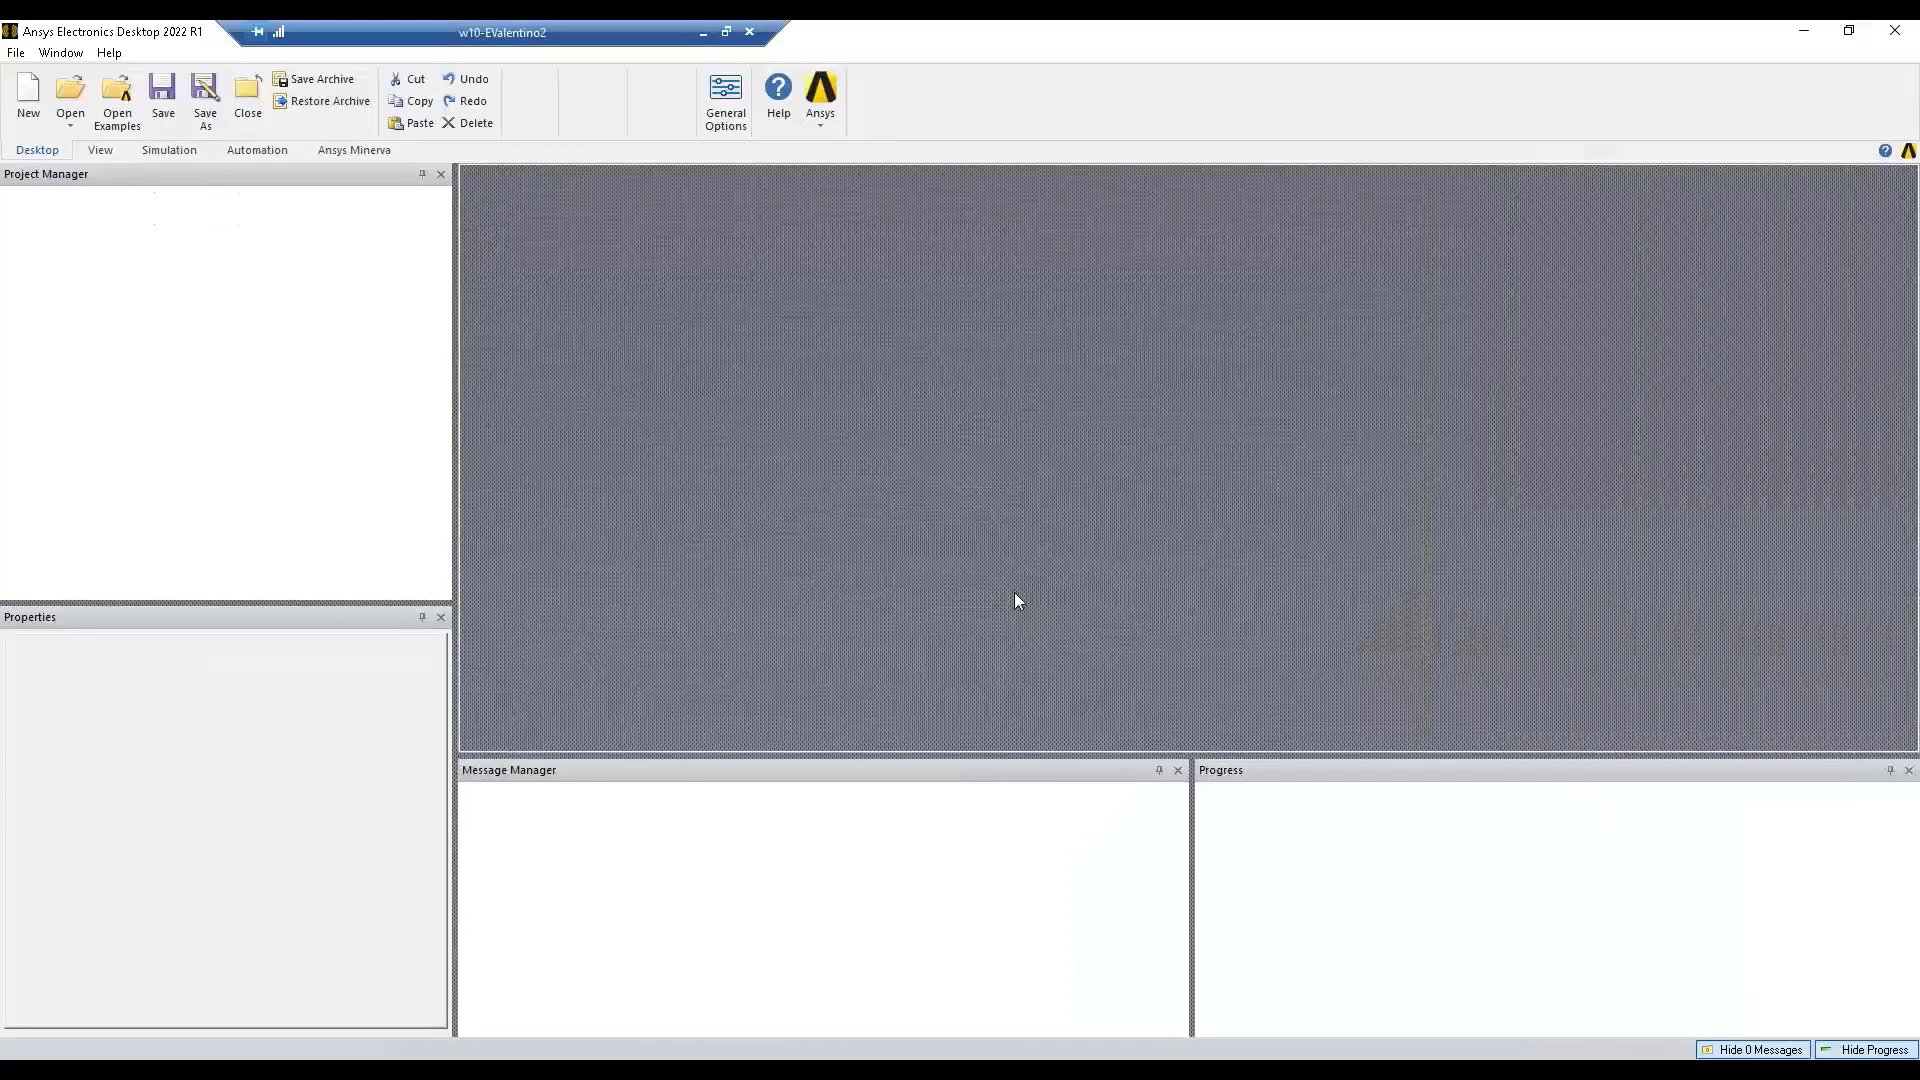 Ansys Electronics Desktop 2022 R1
w10-EValentino2
File Window Help
New
Open
Open Examples
Save
Save As
Close
Save Archive
Restore Archive
Cut
Copy
Paste
Undo
Redo
Delete
General Options
Help
Ansys
Desktop View Simulation Automation Ansys Minerva
Project Manager
Properties
Message Manager
Progress
Hide 0 Messages
Hide Progress